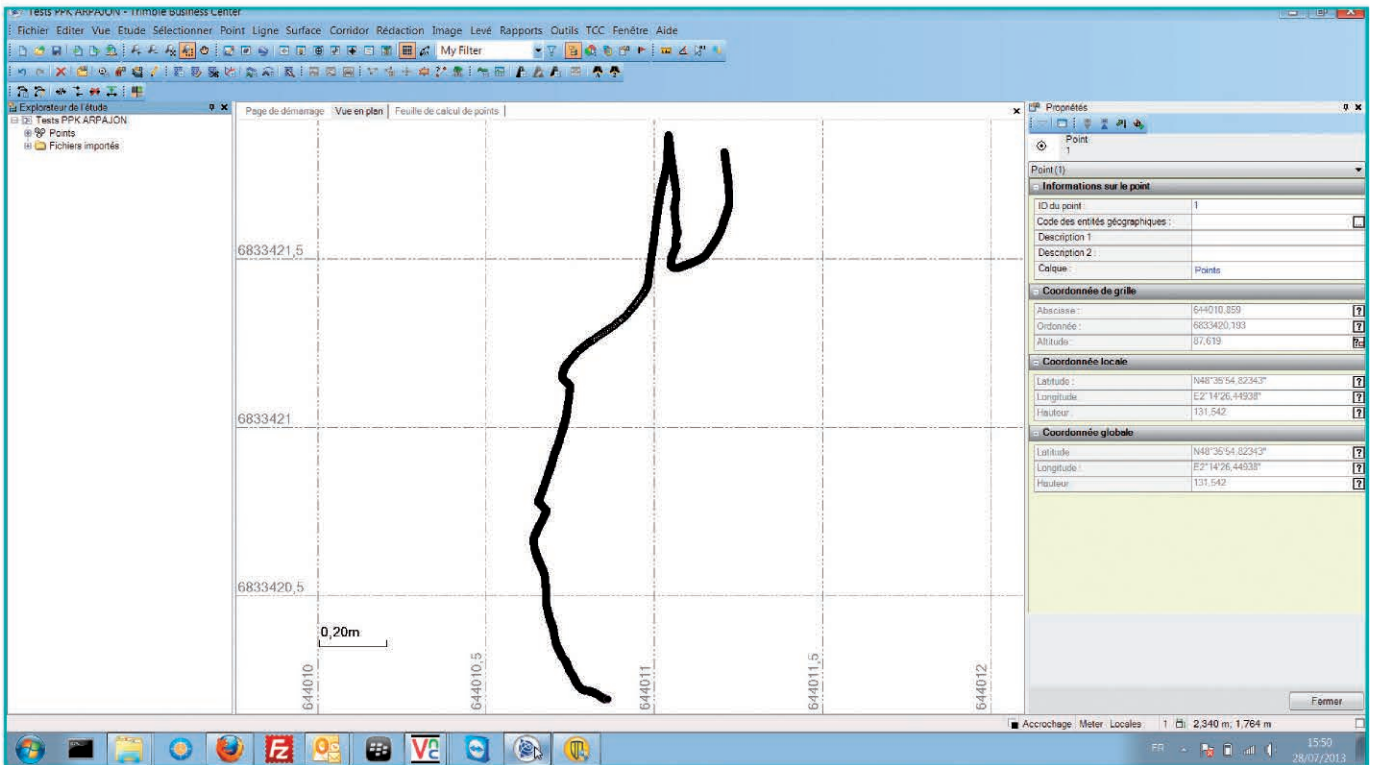 Tests PPK ARPAJON - Trimble Business Center
Fichier Editer Vue Etude Sélectionner Point Ligne Surface Corridor Rédaction Image Levé Rapports Outils TCC Fenêtre Aide
My Filter
Explorateur de l'étude
Tests PPK ARPAJON
Points
Fichiers importés
Page de démarrage Vue en plan Feuille de calcul de points
6833421,5
6833421
6833420,5
0,20m
644010
644010,5
644011
644011,5
644012
Propriétés
Point
1
Point (1)
Informations sur le point
ID du point : 1
Code des entités géographiques :
Description 1
Description 2 :
Calque : Points
Coordonnée de grille
Abscisse : 644010,859
Ordonnée : 6833420,193
Altitude : 87,619
Coordonnée locale
Latitude : N48°35'54,82343"
Longitude : E2°14'26,44938"
Hauteur : 131,542
Coordonnée globale
Latitude N48°35'54,82343"
Longitude : E2°14'26,44938"
Hauteur : 131,542
Fermer
Accrochage Meter Locales 1 2,340 m; 1,764 m
FR
15:50
28/07/2013